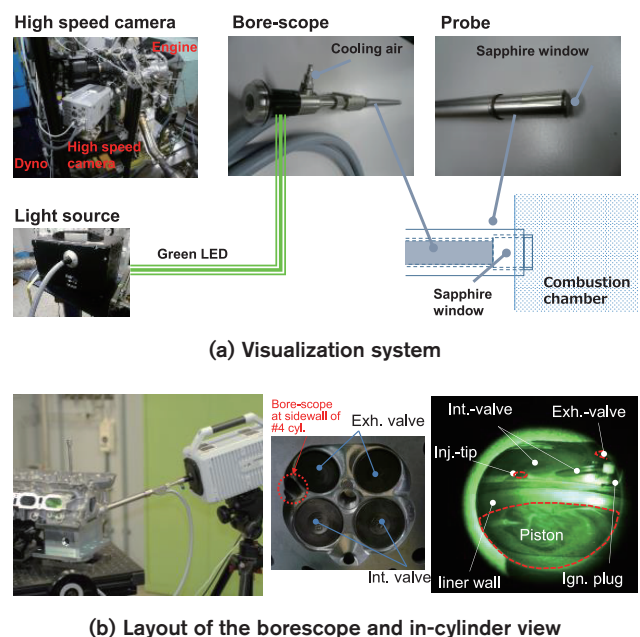 High speed camera
Bore-scope
Probe
Engine
Cooling air
Sapphire window
High speed
camera
Dyno
Light source
Green LED
Sapphire
window
Combustion
chamber
(a) Visualization system
Bore-scope
at sidewall of
#4 cyl.
Exh. valve
Int. valve
Int.-valve
Exh.-valve
Inj.-tip
Piston
Iiner wall
Ign. plug
(b) Layout of the borescope and in-cylinder view